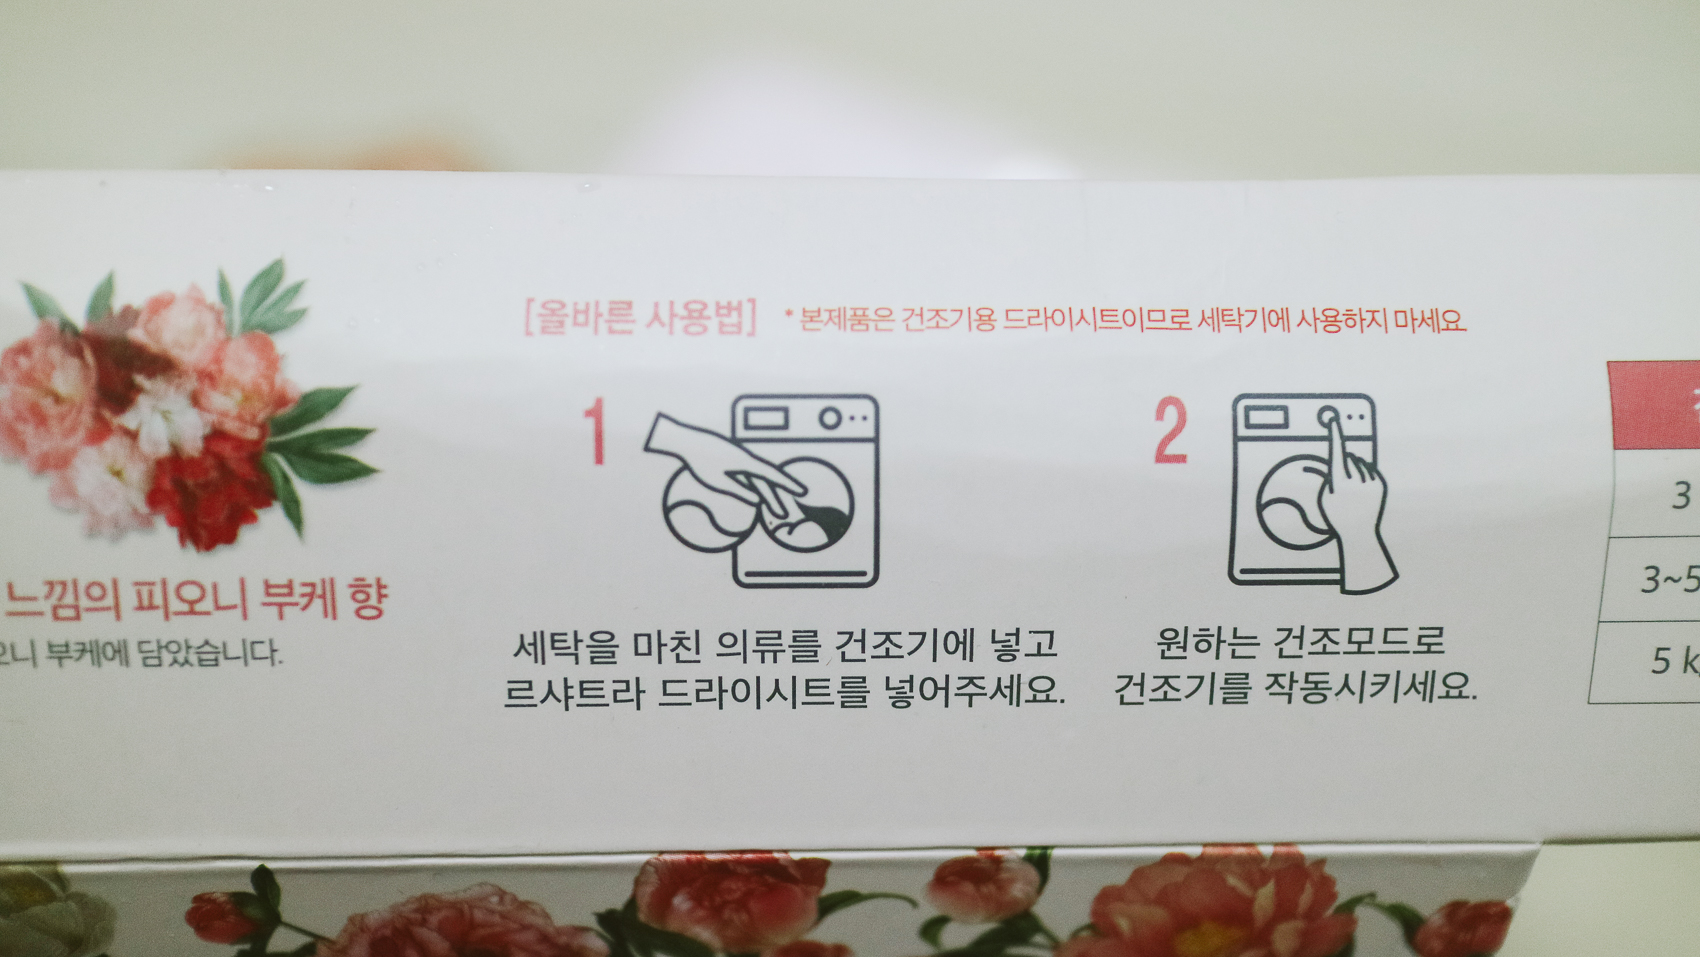 느낌의 피오니 부케 향
오니 부케에 담았습니다.
[올바른 사용법] * 본제품은 건조기용 드라이시트이므로 세탁기에 사용하지 마세요.
1
세탁을 마친 의류를 건조기에 넣고
르샤트라 드라이시트를 넣어주세요.
2
원하는 건조모드로
건조기를 작동시키세요.
3
3~5
5 k